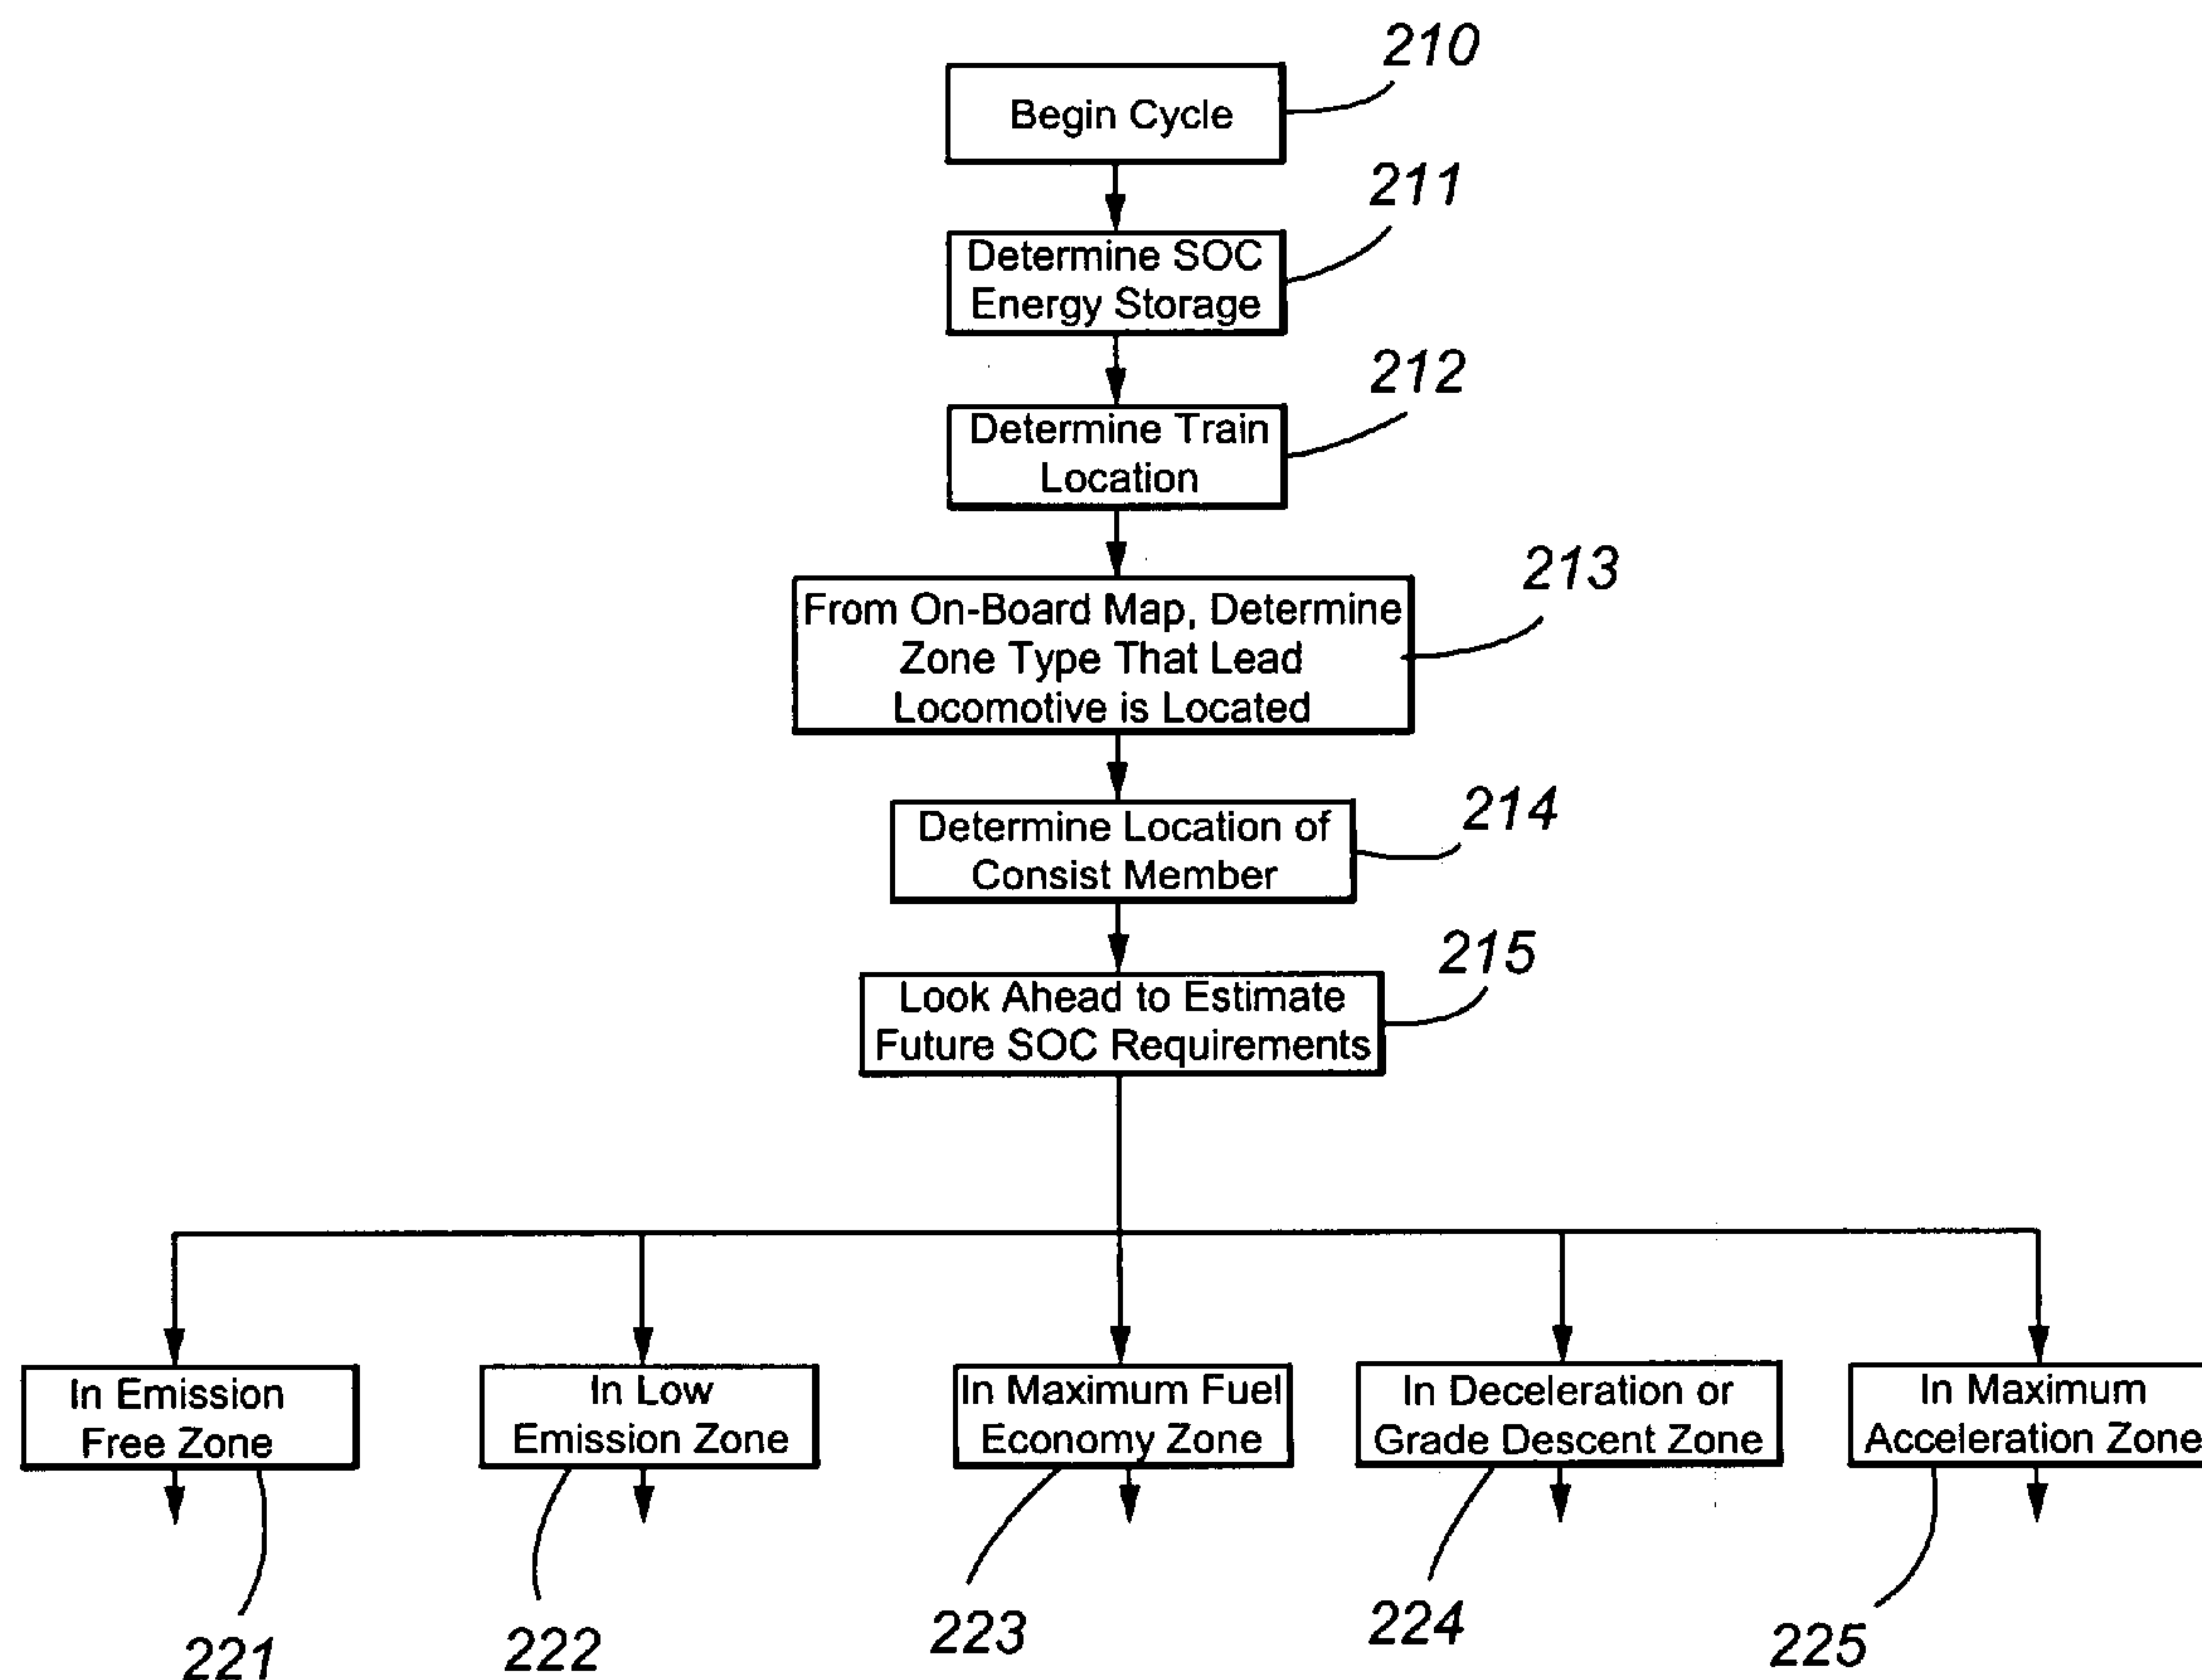 210
Begin Cycle
211
Determine SOC
Energy Storage
212
Determine Train
Location
213
From On-Board Map, Determine
Zone Type That Lead
Locomotive is Located
214
Determine Location of
Consist Member
215
Look Ahead to Estimate
Future SOC Requirements
In Emission
Free Zone
In Low
Emission Zone
In Maximum Fuel
Economy Zone
In Deceleration or
Grade Descent Zone
In Maximum
Acceleration Zone
221
222
223
224
225